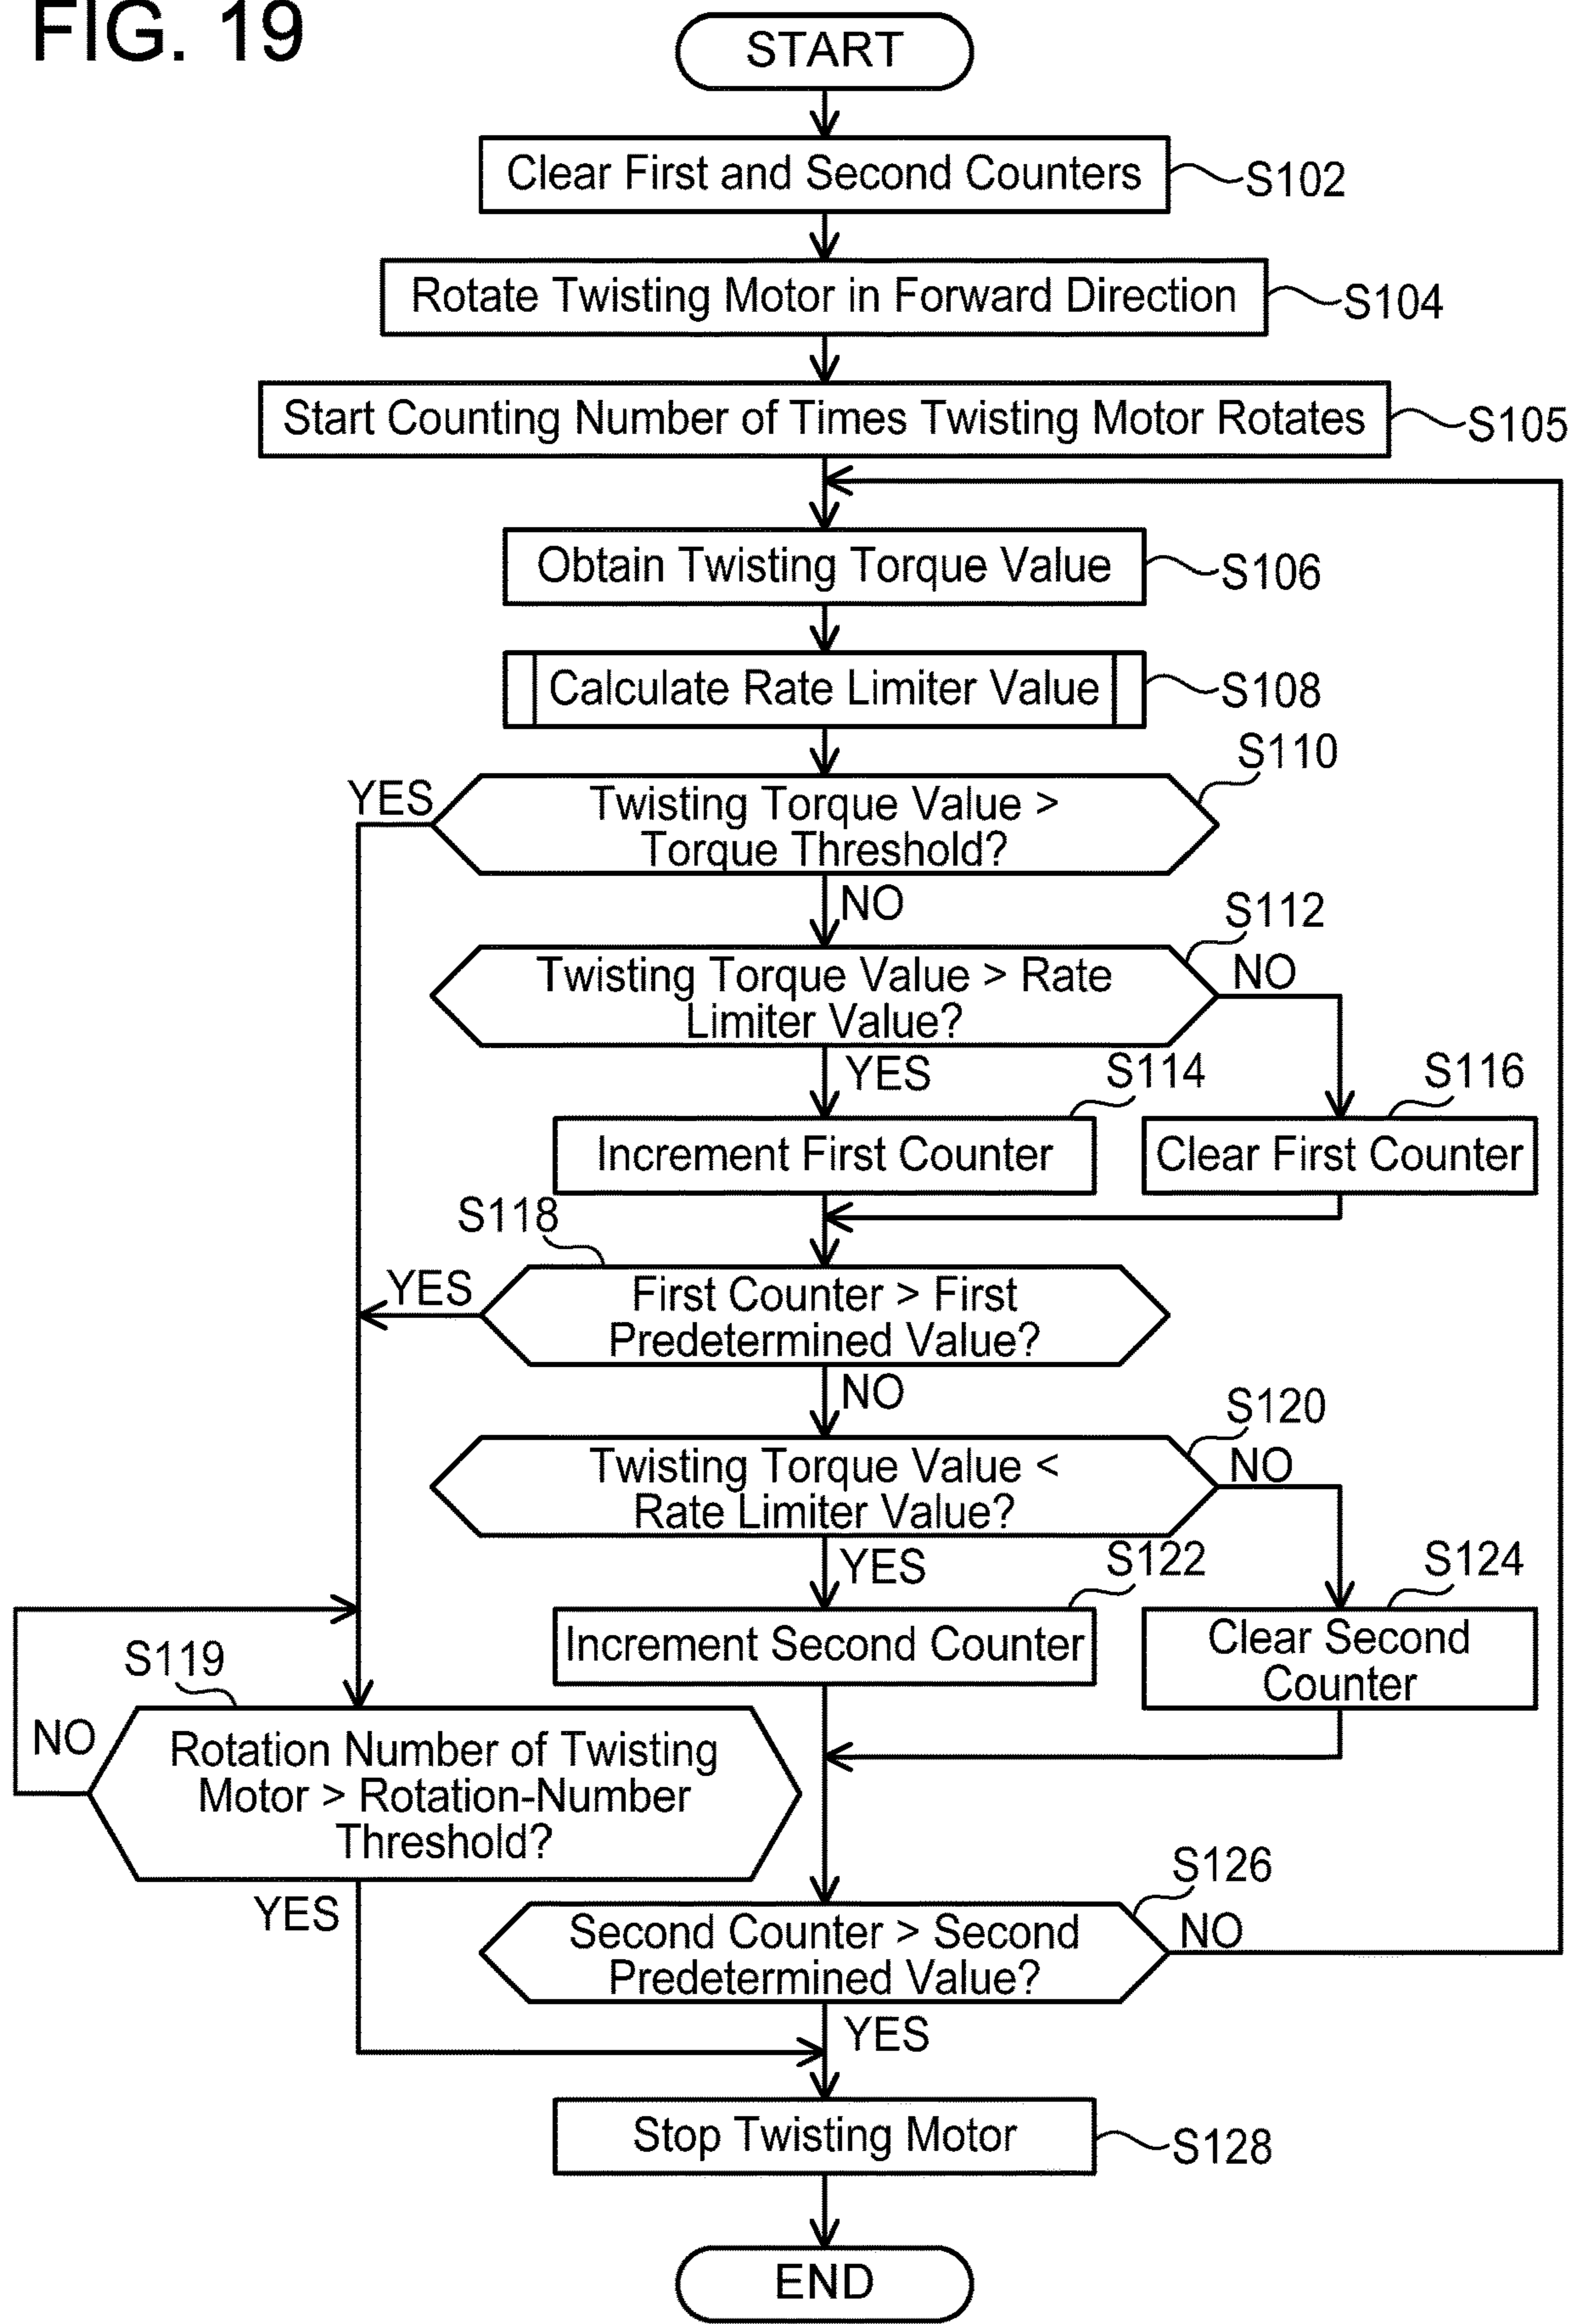 FIG. 19
START
Clear First and Second Counters
S102
Rotate Twisting Motor in Forward Direction
S104
Start Counting Number of Times Twisting Motor Rotates
S105
Obtain Twisting Torque Value
S106
Calculate Rate Limiter Value
S108
S110
YES
Twisting Torque Value >
Torque Threshold?
NO
S112
Twisting Torque Value > Rate
Limiter Value?
NO
YES
S114
S116
Increment First Counter
Clear First Counter
S118
YES
First Counter > First
Predetermined Value?
NO
S120
Twisting Torque Value <
Rate Limiter Value?
NO
YES
S122
S124
Increment Second Counter
Clear Second
Counter
S119
NO
Rotation Number of Twisting
Motor > Rotation-Number
Threshold?
YES
S126
Second Counter > Second
Predetermined Value?
NO
YES
Stop Twisting Motor
S128
END